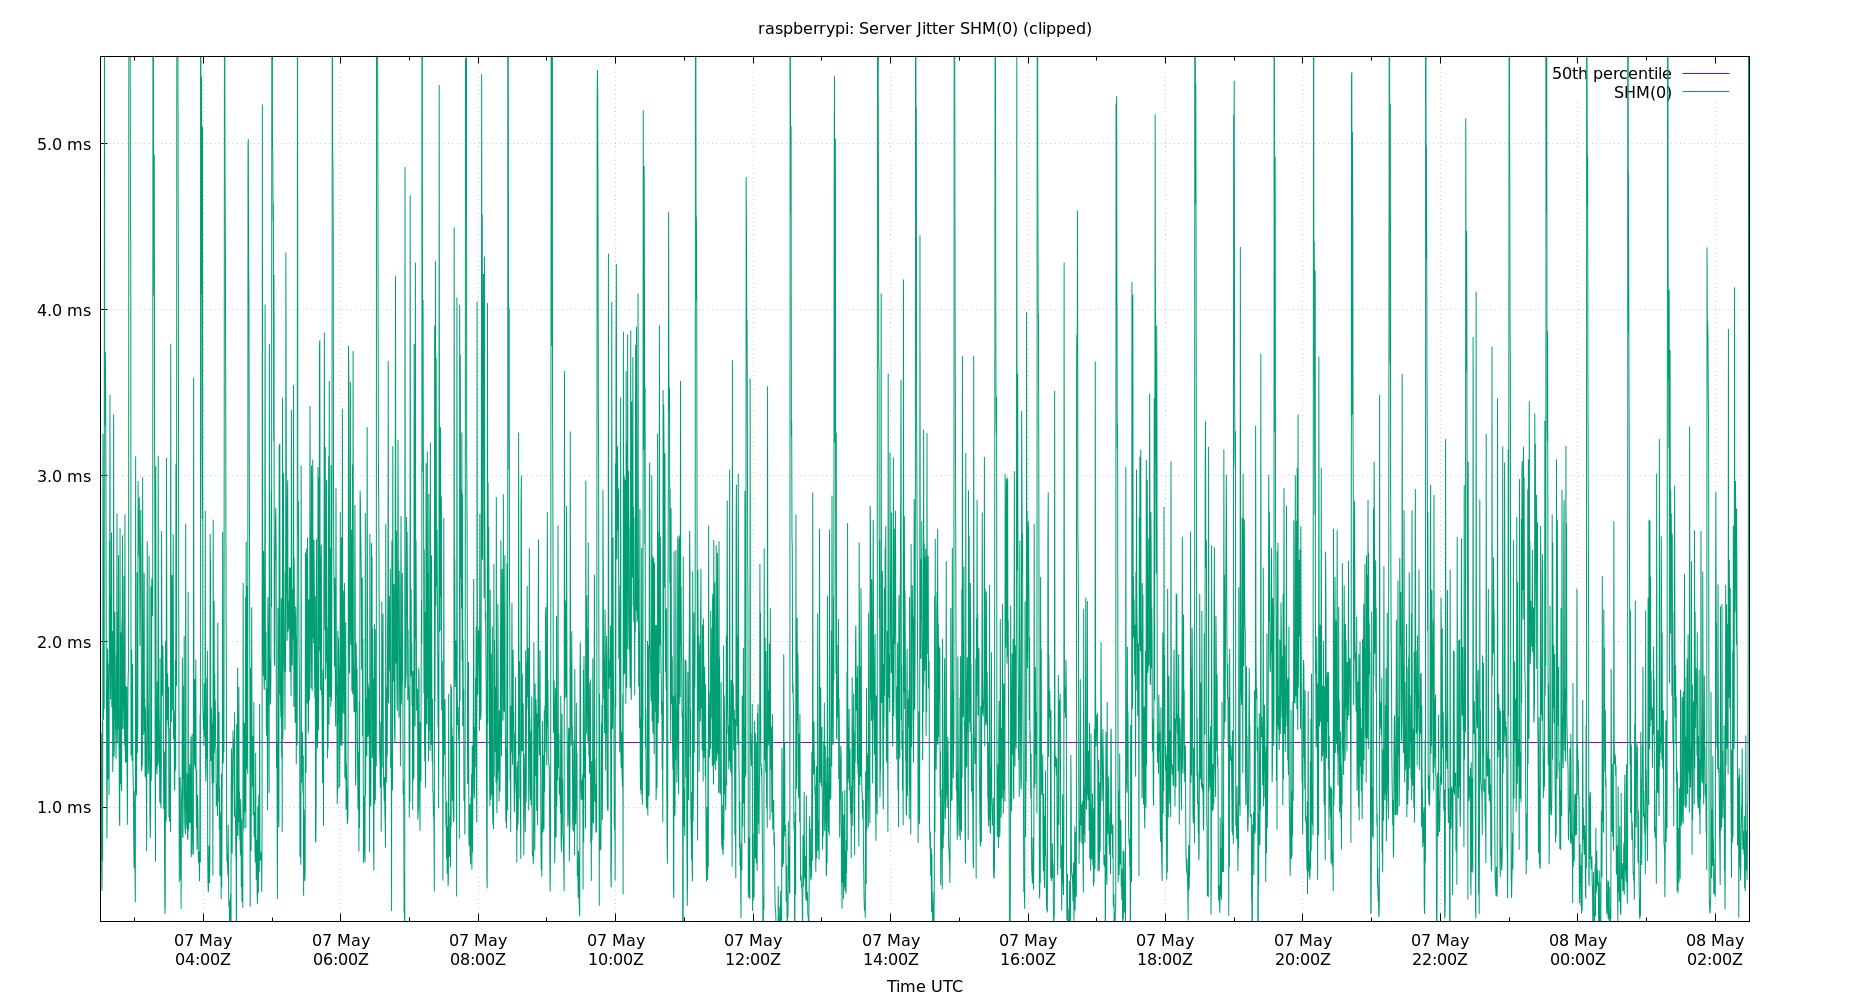 raspberrypi: Server Jitter SHM(0) (clipped)
50th percentile
SHM(0)
5.0 ms
4.0 ms
3.0 ms
2.0 ms
1.0 ms
07 May 07 May 07 May 07 May 07 May 07 May 07 May 07 May 07 May 07 May 08 May 08 May
04:00Z 06:00Z 08:00Z 10:00Z 12:00Z 14:00Z 16:00Z 18:00Z 20:00Z 22:00Z 00:00Z 02:00Z
Time UTC